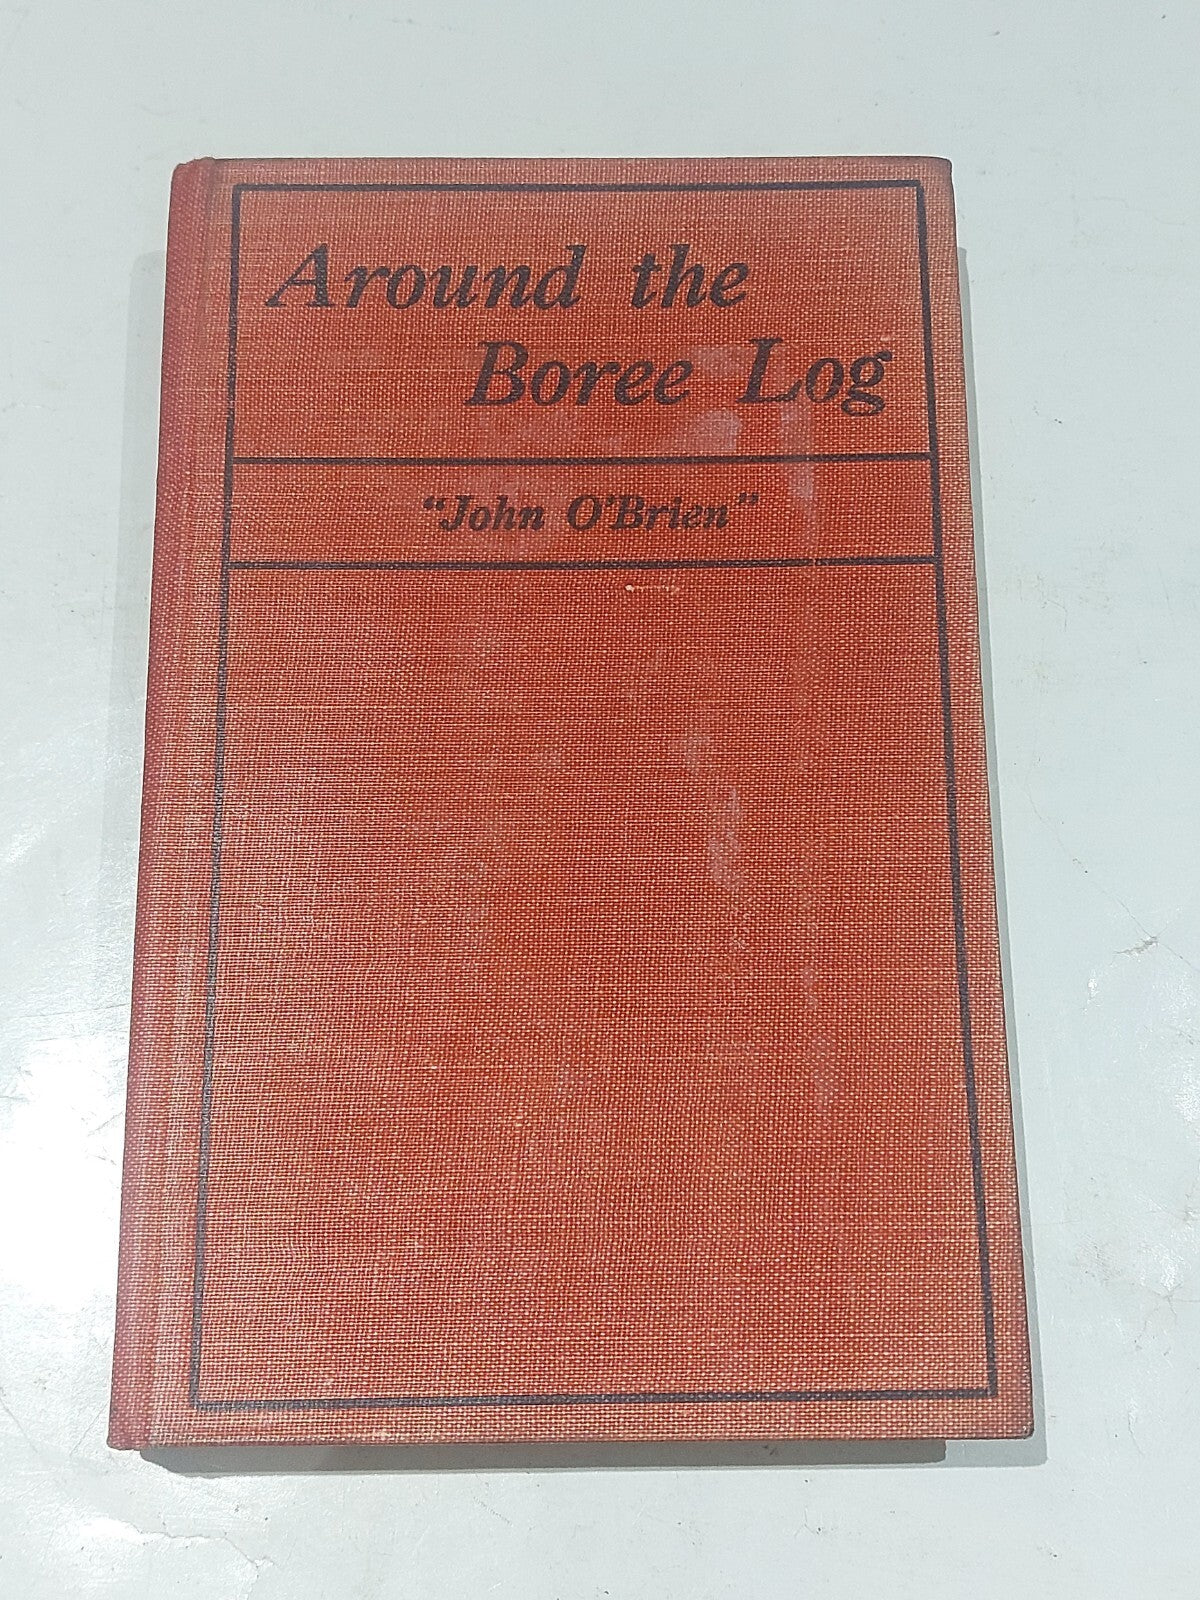 Around the
Boree Log
"John O'Brien"